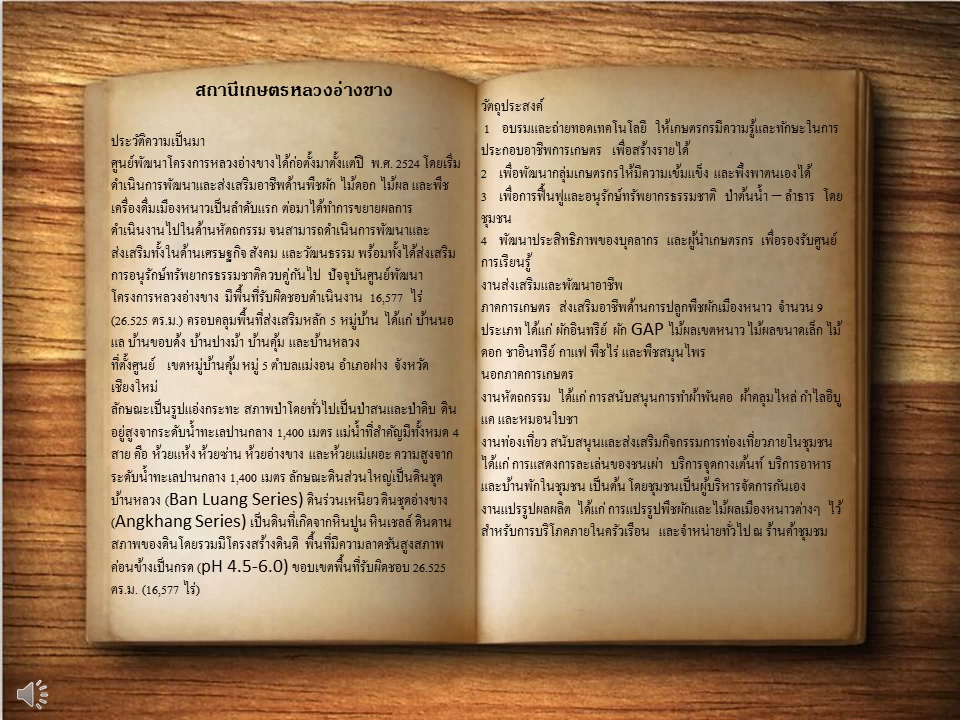 สถานีเกษตรหลวงอ่างขาง
ประวัติความเป็นมา
ศูนย์พัฒนาโครงการหลวงอ่างขางได้ก่อตั้งมาตั้งแต่ปี พ.ศ. 2524 โดยเริ่ม
ดำเนินการพัฒนาและส่งเสริมอาชีพด้านพืชผัก ไม้ดอก ไม้ผล และพืช
เครื่องดื่มเมืองหนาวเป็นลำดับแรก ต่อมาได้ทำการขยายผลการ
ดำเนินงานไปในด้านหัตถกรรม จนสามารถดำเนินการพัฒนาและ
ส่งเสริมทั้งในด้านเศรษฐกิจ สังคม และวัฒนธรรม พร้อมทั้งได้ส่งเสริม
การอนุรักษ์ทรัพยากรธรรมชาติควบคู่กันไป ปัจจุบันศูนย์พัฒนา
โครงการหลวงอ่างขาง มีพื้นที่รับผิดชอบดำเนินงาน 16,577 ไร่
(26.525 ตร.ม.) ครอบคลุมพื้นที่ส่งเสริมหลัก 5 หมู่บ้าน ได้แก่ บ้านนอ
แล บ้านขอบด้ง บ้านปางม้า บ้านคุ้ม และบ้านหลวง
ที่ตั้งศูนย์ เขตหมู่บ้านคุ้ม หมู่ 5 ตำบลแม่งอน อำเภอฝาง จังหวัด
เชียงใหม่
ลักษณะเป็นรูปแอ่งกระทะ สภาพป่าโดยทั่วไปเป็นป่าสนและป่าดิบ ดิน
อยู่สูงจากระดับน้ำทะเลปานกลาง 1,400 เมตร แม่น้ำที่สำคัญมีทั้งหมด 4
สาย คือ ห้วยแห้ง ห้วยซ่าน ห้วยอ่างขาง และห้วยแม่เผอะ ความสูงจาก
ระดับน้ำทะเลปานกลาง 1,400 เมตร ลักษณะดินส่วนใหญ่เป็นดินชุด
บ้านหลวง (Ban Luang Series) ดินร่วนเหนียว ดินชุดอ่างขาง
(Angkhang Series) เป็นดินที่เกิดจากหินปูน หินเชลล์ ดินดาน
สภาพของดินโดยรวมมีโครงสร้างดินดี พื้นที่มีความลาดชันสูงสภาพ
ค่อนข้างเป็นกรด (pH 4.5-6.0) ขอบเขตพื้นที่รับผิดชอบ 26.525
ตร.ม. (16,577 ไร่)
วัตถุประสงค์
1 อบรมและถ่ายทอดเทคโนโลยี ให้เกษตรกรมีความรู้และทักษะในการ
ประกอบอาชีพการเกษตร เพื่อสร้างรายได้
2 เพื่อพัฒนากลุ่มเกษตรกรให้มีความเข้มแข็ง และพึ่งพาตนเองได้
3 เพื่อการฟื้นฟูและอนุรักษ์ทรัพยากรธรรมชาติ ป่าต้นน้ำ – ลำธาร โดย
ชุมชน
4 พัฒนาประสิทธิภาพของบุคลากร และผู้นำเกษตรกร เพื่อรองรับศูนย์
การเรียนรู้
งานส่งเสริมและพัฒนาอาชีพ
ภาคการเกษตร ส่งเสริมอาชีพด้านการปลูกพืชผักเมืองหนาว จำนวน 9
ประเภท ได้แก่ ผักอินทรีย์ ผัก GAP ไม้ผลเขตหนาว ไม้ผลขนาดเล็ก ไม้
ดอก ชาอินทรีย์ กาแฟ พืชไร่ และพืชสมุนไพร
นอกภาคการเกษตร
งานหัตถกรรม ได้แก่ การสนับสนุนการทำผ้าพันคอ ผ้าคลุมไหล่ กำไลอิบู
แค และหมอนใบชา
งานท่องเที่ยว สนับสนุนและส่งเสริมกิจกรรมการท่องเที่ยวภายในชุมชน
ได้แก่ การแสดงการละเล่นของชนเผ่า บริการจุดกางเต้นท์ บริการอาหาร
และบ้านพักในชุมชน เป็นต้น โดยชุมชนเป็นผู้บริหารจัดการกันเอง
งานแปรรูปผลผลิต ได้แก่ การแปรรูปพืชผักและไม้ผลเมืองหนาวต่างๆ ไว้
สำหรับการบริโภคภายในครัวเรือน และจำหน่ายทั่วไป ณ ร้านค้าชุมชม